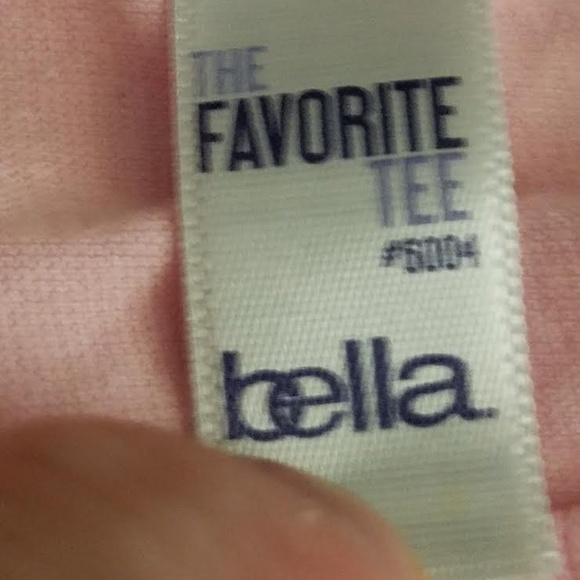 THE
FAVORITE
TEE
#6004
bella.